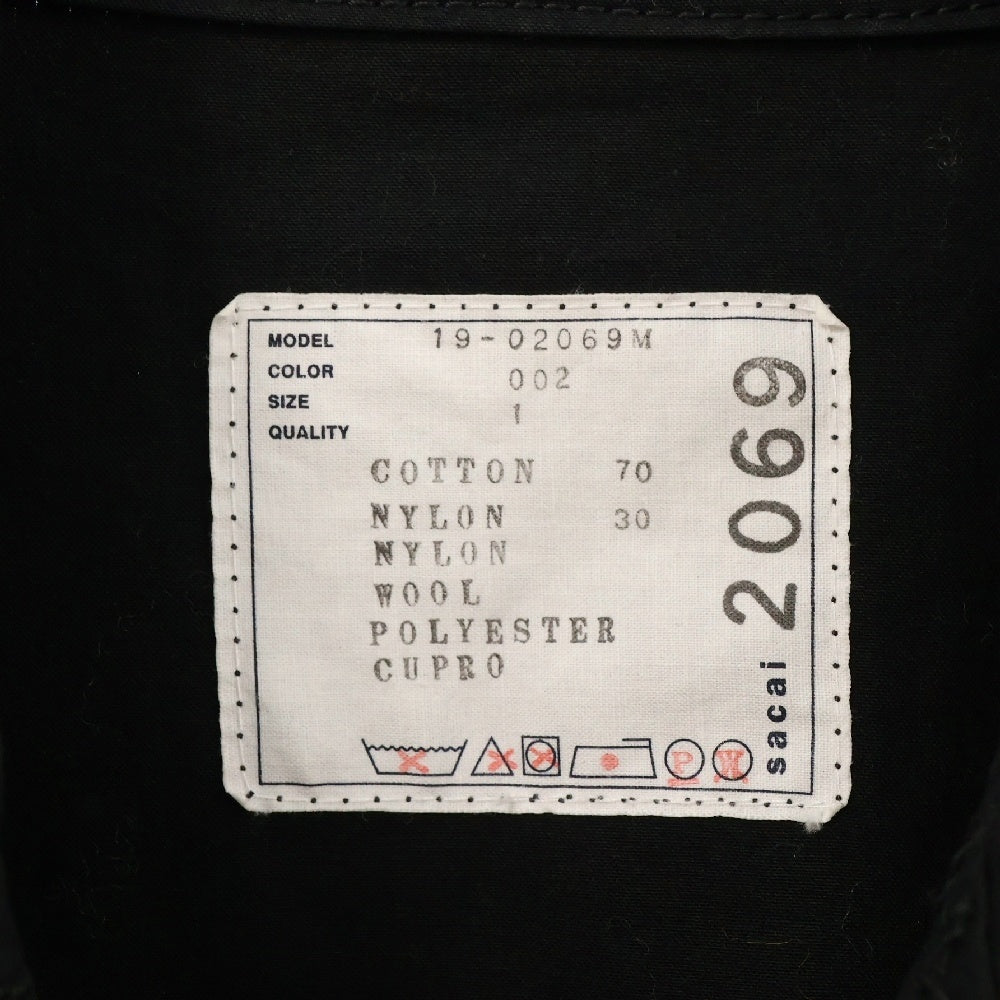 MODEL 19-02069M
COLOR 002
SIZE 1
QUALITY
COTTON 70
NYLON 30
NYLON
WOOL
POLYESTER
CUPRO
P W
sacai 2069